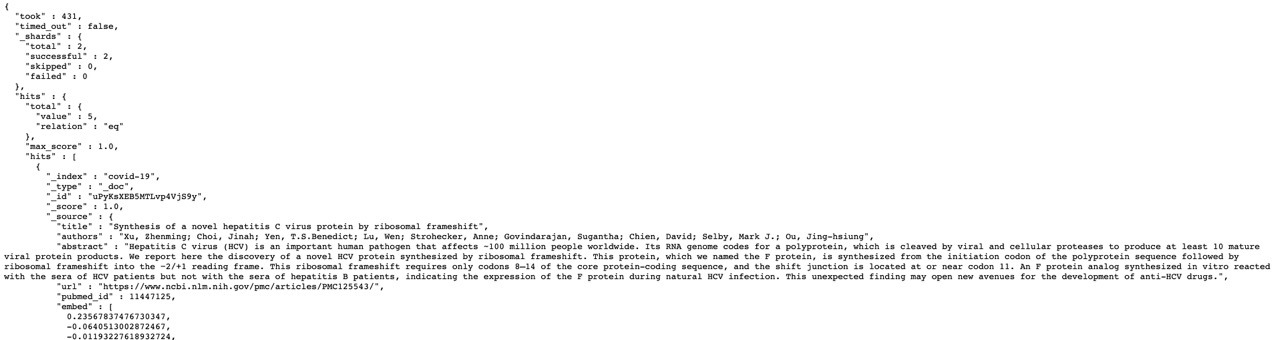 {
"took" : 431,
"timed_out" : false,
"_shards" : {
"total" : 2,
"successful" : 2,
"skipped" : 0,
"failed" : 0
},
"hits" : {
"total" : {
"value" : 5,
"relation" : "eq"
},
"max_score" : 1.0,
"hits" : [
{
"_index" : "covid-19",
"_type" : "_doc",
"_id" : "uPyKsXEB5MTLvp4VjS9y",
"_score" : 1.0,
"_source" : {
"title" : "Synthesis of a novel hepatitis C virus protein by ribosomal frameshift",
"authors" : "Xu, Zhenming; Choi, Jinah; Yen, T.S.Benedict; Lu, Wen; Strohecker, Anne; Govindarajan, Sugantha; Chien, David; Selby, Mark J.; Ou, Jing-hsiung",
"abstract" : "Hepatitis C virus (HCV) is an important human pathogen that affects ~100 million people worldwide. Its RNA genome codes for a polyprotein, which is cleaved by viral and cellular proteases to produce at least 10 mature
viral protein products. We report here the discovery of a novel HCV protein synthesized by ribosomal frameshift. This protein, which we named the F protein, is synthesized from the initiation codon of the polyprotein sequence followed by
ribosomal frameshift into the −2/+1 reading frame. This ribosomal frameshift requires only codons 8–14 of the core protein-coding sequence, and the shift junction is located at or near codon 11. An F protein analog synthesized in vitro reacted
with the sera of HCV patients but not with the sera of hepatitis B patients, indicating the expression of the F protein during natural HCV infection. This unexpected finding may open new avenues for the development of anti-HCV drugs.",
"url" : "https://www.ncbi.nlm.nih.gov/pmc/articles/PMC125543/",
"pubmed_id" : 11447125,
"embed" : [
0.23567837476730347,
-0.0640513002872467,
-0.01193227618932724,